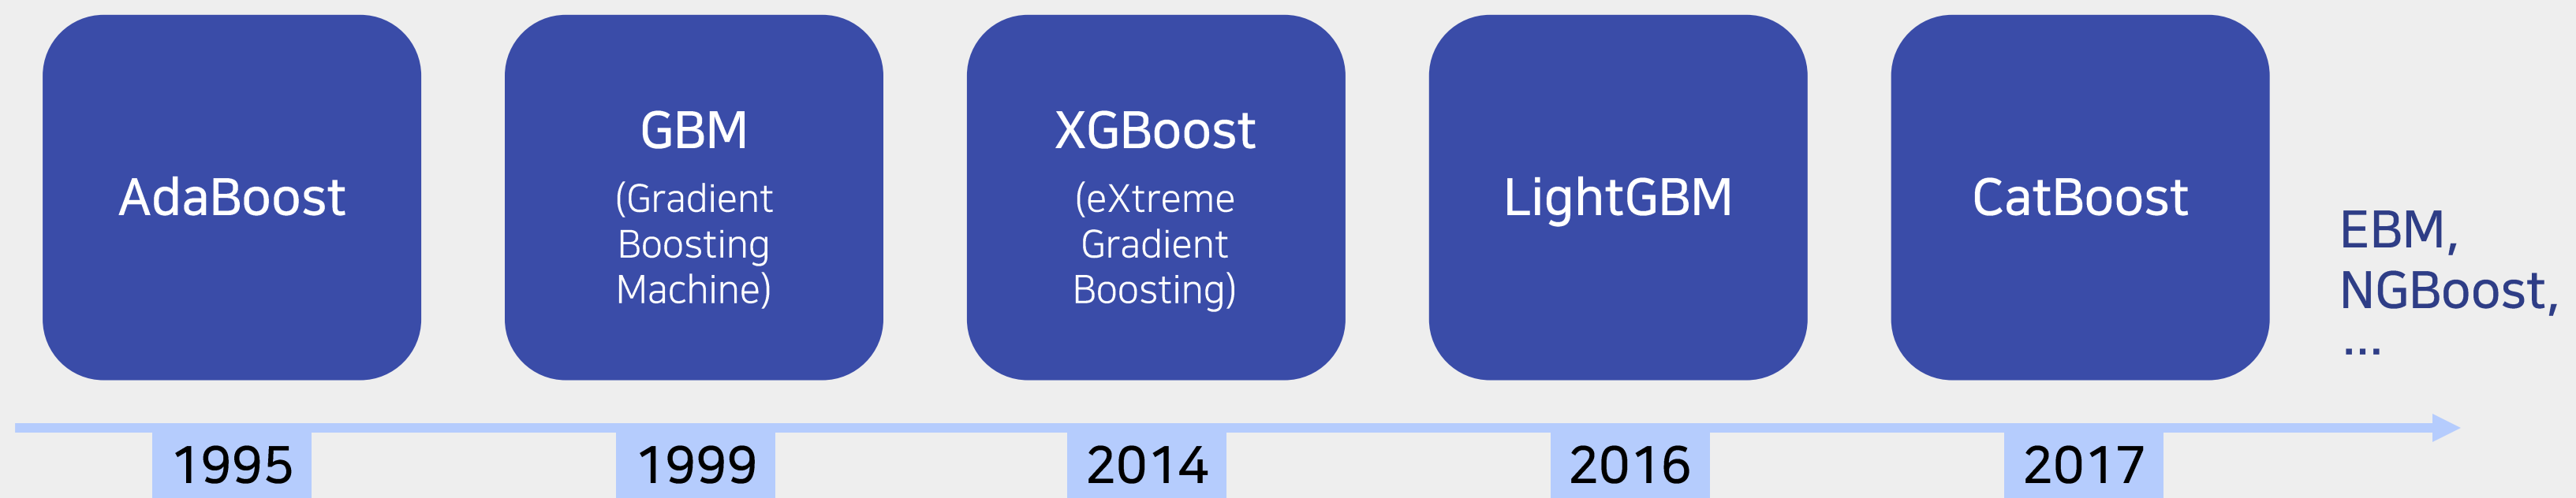 AdaBoost
GBM
(Gradient
Boosting
Machine)
XGBoost
(eXtreme
Gradient
Boosting)
LightGBM
CatBoost
EBM,
NGBoost,
...
1995
1999
2014
2016
2017